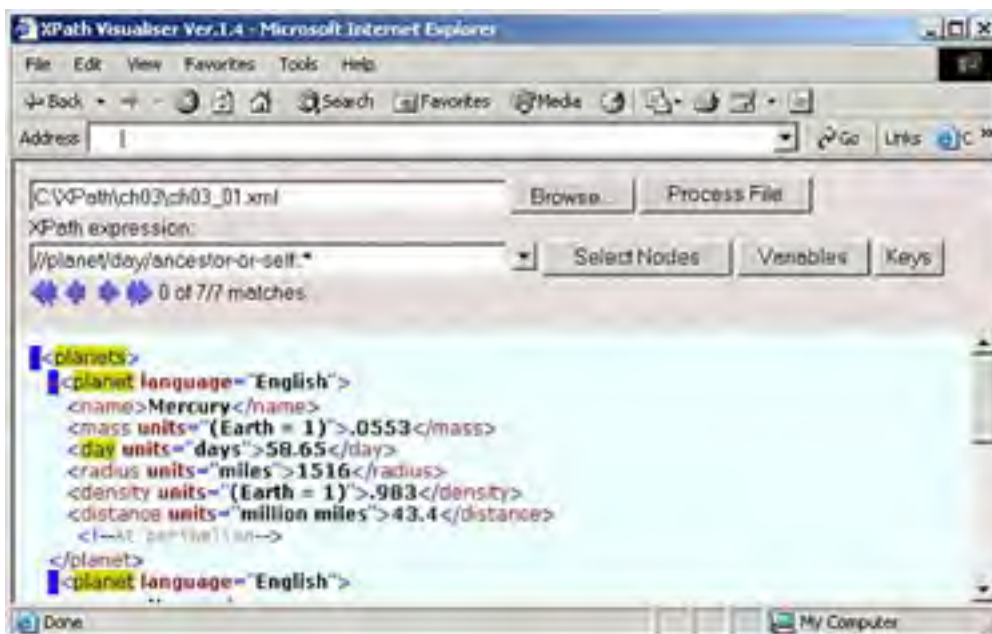 XPath Visualiser Ver.1.4 - Microsoft Internet Explorer
File Edit View Favorites Tools Help
Back Search Favorites Media
Address Go Links C »
C:\XPath\ch03\ch03_01.xml Browse... Process File
XPath expression:
//planet/day/ancestor-or-self::* Select Nodes Variables Keys
0 of 7/7 matches
<planets>
<planet language="English">
<name>Mercury</name>
<mass units="(Earth = 1)">.0553</mass>
<day units="days">58.65</day>
<radius units="miles">1516</radius>
<density units="(Earth = 1)">.983</density>
<distance units="million miles">43.4</distance>
<!--At perihelion-->
</planet>
<planet language="English">
Done My Computer